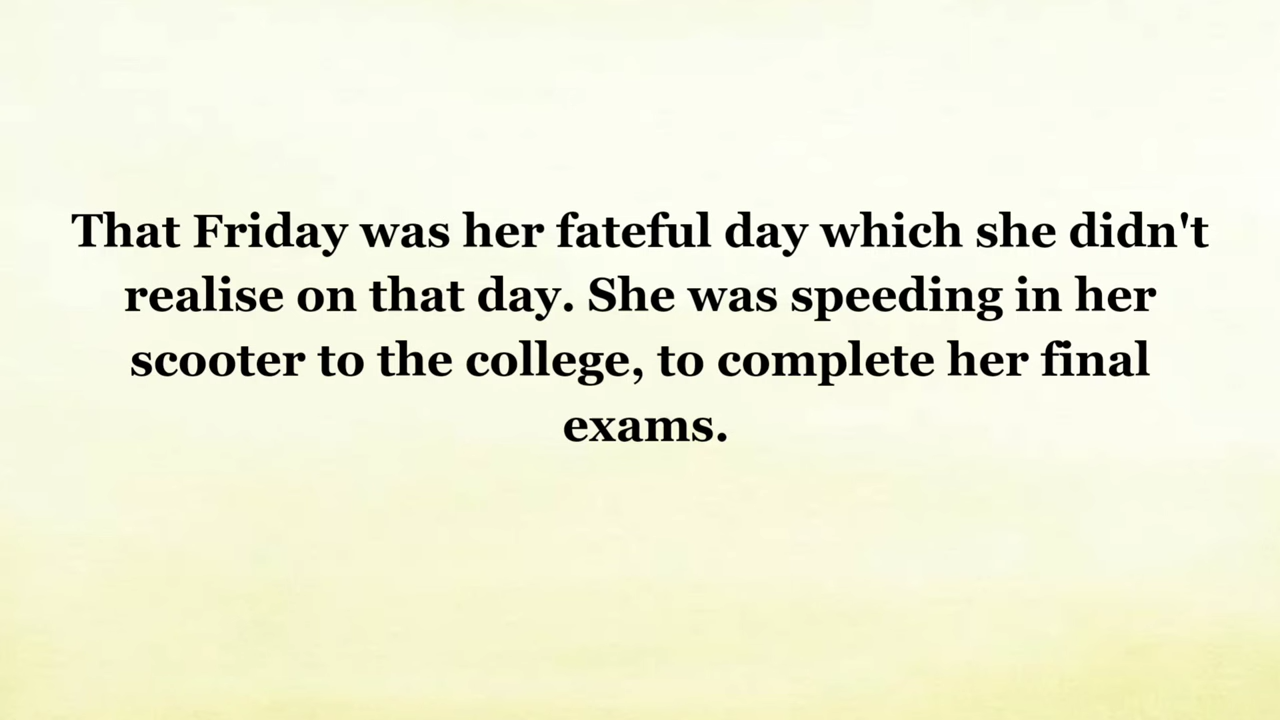 That Friday was her fateful day which she didn't
realise on that day. She was speeding in her
scooter to the college, to complete her final
exams.